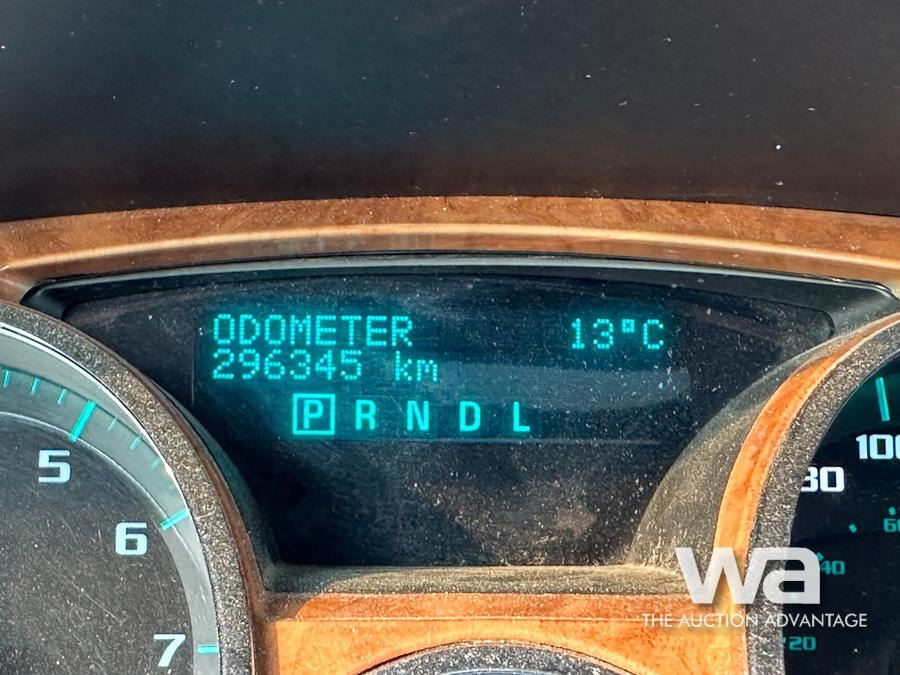 ODOMETER 13°C
296345 km
P R N D L
5
6
7
100
80
60
40
20
wa
THE AUCTION ADVANTAGE